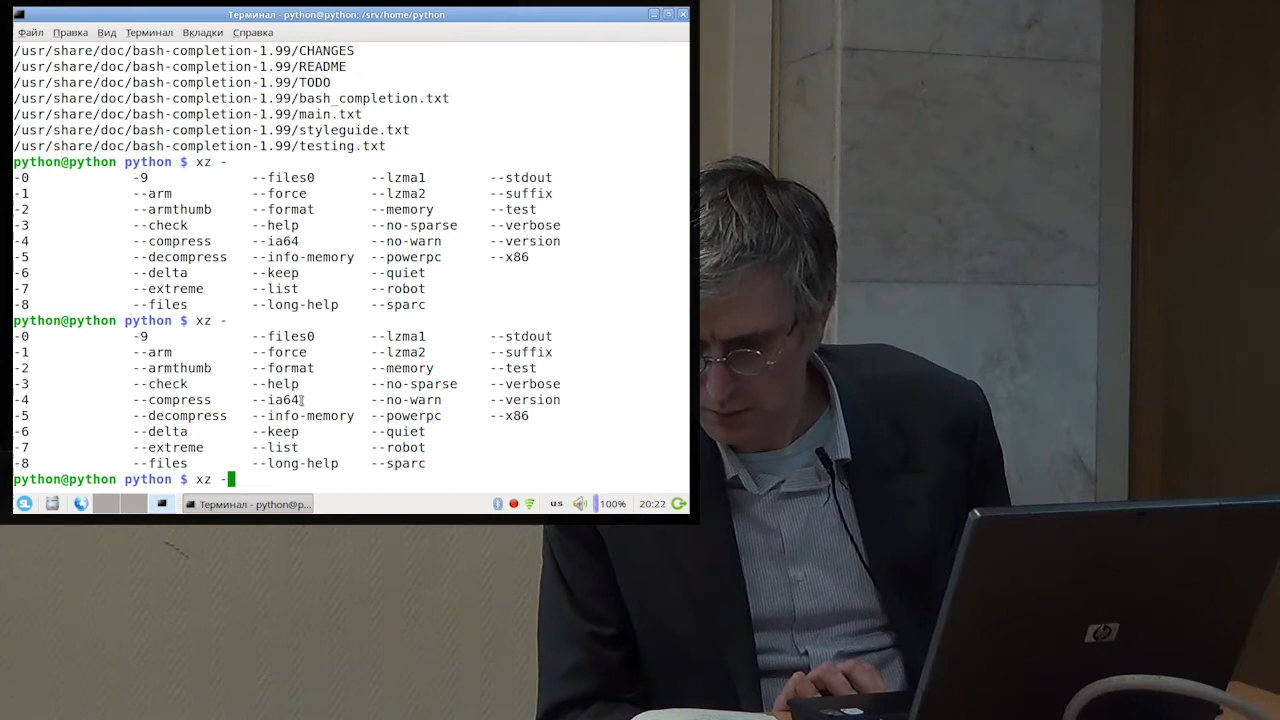 Терминал - python@python: /srv/home/python
Файл Правка Вид Терминал Вкладки Справка
/usr/share/doc/bash-completion-1.99/CHANGES
/usr/share/doc/bash-completion-1.99/README
/usr/share/doc/bash-completion-1.99/TODO
/usr/share/doc/bash-completion-1.99/bash_completion.txt
/usr/share/doc/bash-completion-1.99/main.txt
/usr/share/doc/bash-completion-1.99/styleguide.txt
/usr/share/doc/bash-completion-1.99/testing.txt
python@python python $ xz -
-0 -9 --files0 --lzma1 --stdout
-1 --arm --force --lzma2 --suffix
-2 --armthumb --format --memory --test
-3 --check --help --no-sparse --verbose
-4 --compress --ia64 --no-warn --version
-5 --decompress --info-memory --powerpc --x86
-6 --delta --keep --quiet
-7 --extreme --list --robot
-8 --files --long-help --sparc
python@python python $ xz -
-0 -9 --files0 --lzma1 --stdout
-1 --arm --force --lzma2 --suffix
-2 --armthumb --format --memory --test
-3 --check --help --no-sparse --verbose
-4 --compress --ia64 --no-warn --version
-5 --decompress --info-memory --powerpc --x86
-6 --delta --keep --quiet
-7 --extreme --list --robot
-8 --files --long-help --sparc
python@python python $ xz -
SL Терминал - python@p... us 100% 20:22
hp